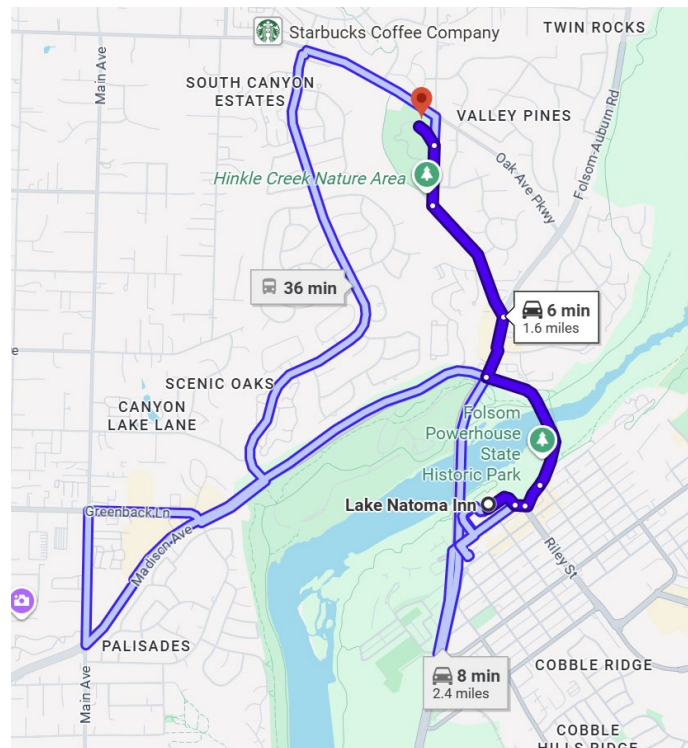 Starbucks Coffee Company
TWIN ROCKS
Main Ave
SOUTH CANYON
ESTATES
VALLEY PINES
Folsom-Auburn Rd
Oak Ave Pkwy
Hinkle Creek Nature Area
36 min
6 min
1.6 miles
e
SCENIC OAKS
CANYON
LAKE LANE
Folsom
Powerhouse
State
Historic Park
Lake Natoma Inn
Greenback Ln
Madison Ave
Riley St
PALISADES
Main Ave
8 min
2.4 miles
COBBLE RIDGE
COBBLE
HILLS RIDGE